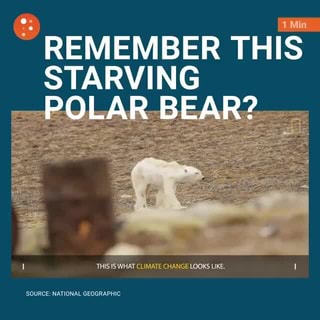 1 Min
REMEMBER THIS
STARVING
POLAR BEAR?
THIS IS WHAT CLIMATE CHANGE LOOKS LIKE.
SOURCE: NATIONAL GEOGRAPHIC